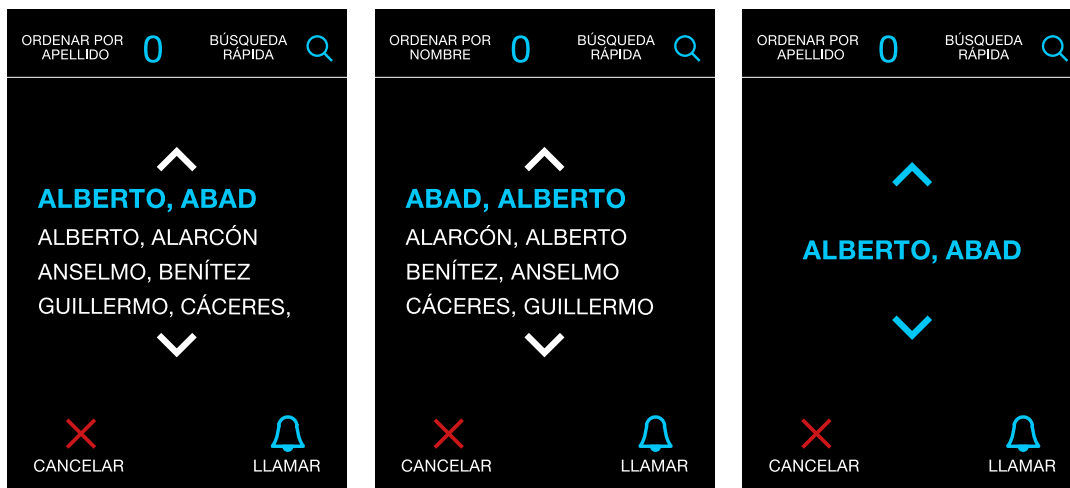 ORDENAR POR
APELLIDO
0
BÚSQUEDA
RÁPIDA
ALBERTO, ABAD
ALBERTO, ALARCÓN
ANSELMO, BENÍTEZ
GUILLERMO, CÁCERES,
CANCELAR
LLAMAR
ORDENAR POR
NOMBRE
0
BÚSQUEDA
RÁPIDA
ABAD, ALBERTO
ALARCÓN, ALBERTO
BENÍTEZ, ANSELMO
CÁCERES, GUILLERMO
CANCELAR
LLAMAR
ORDENAR POR
APELLIDO
0
BÚSQUEDA
RÁPIDA
ALBERTO, ABAD
CANCELAR
LLAMAR